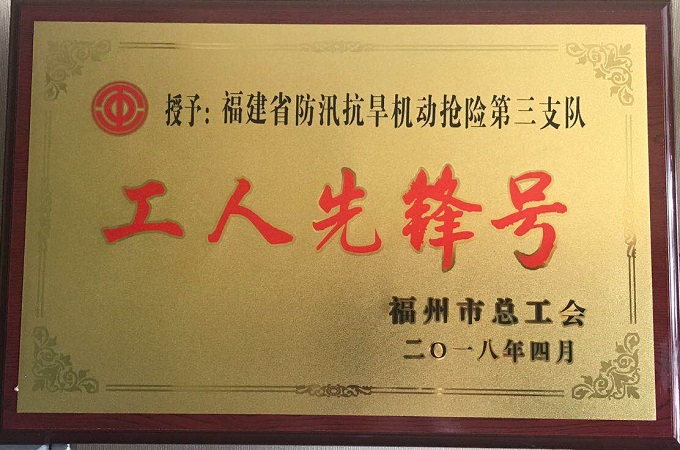 授予：福建省防汛抗旱机动抢险第三支队
工人先锋号
福州市总工会
二〇一八年四月